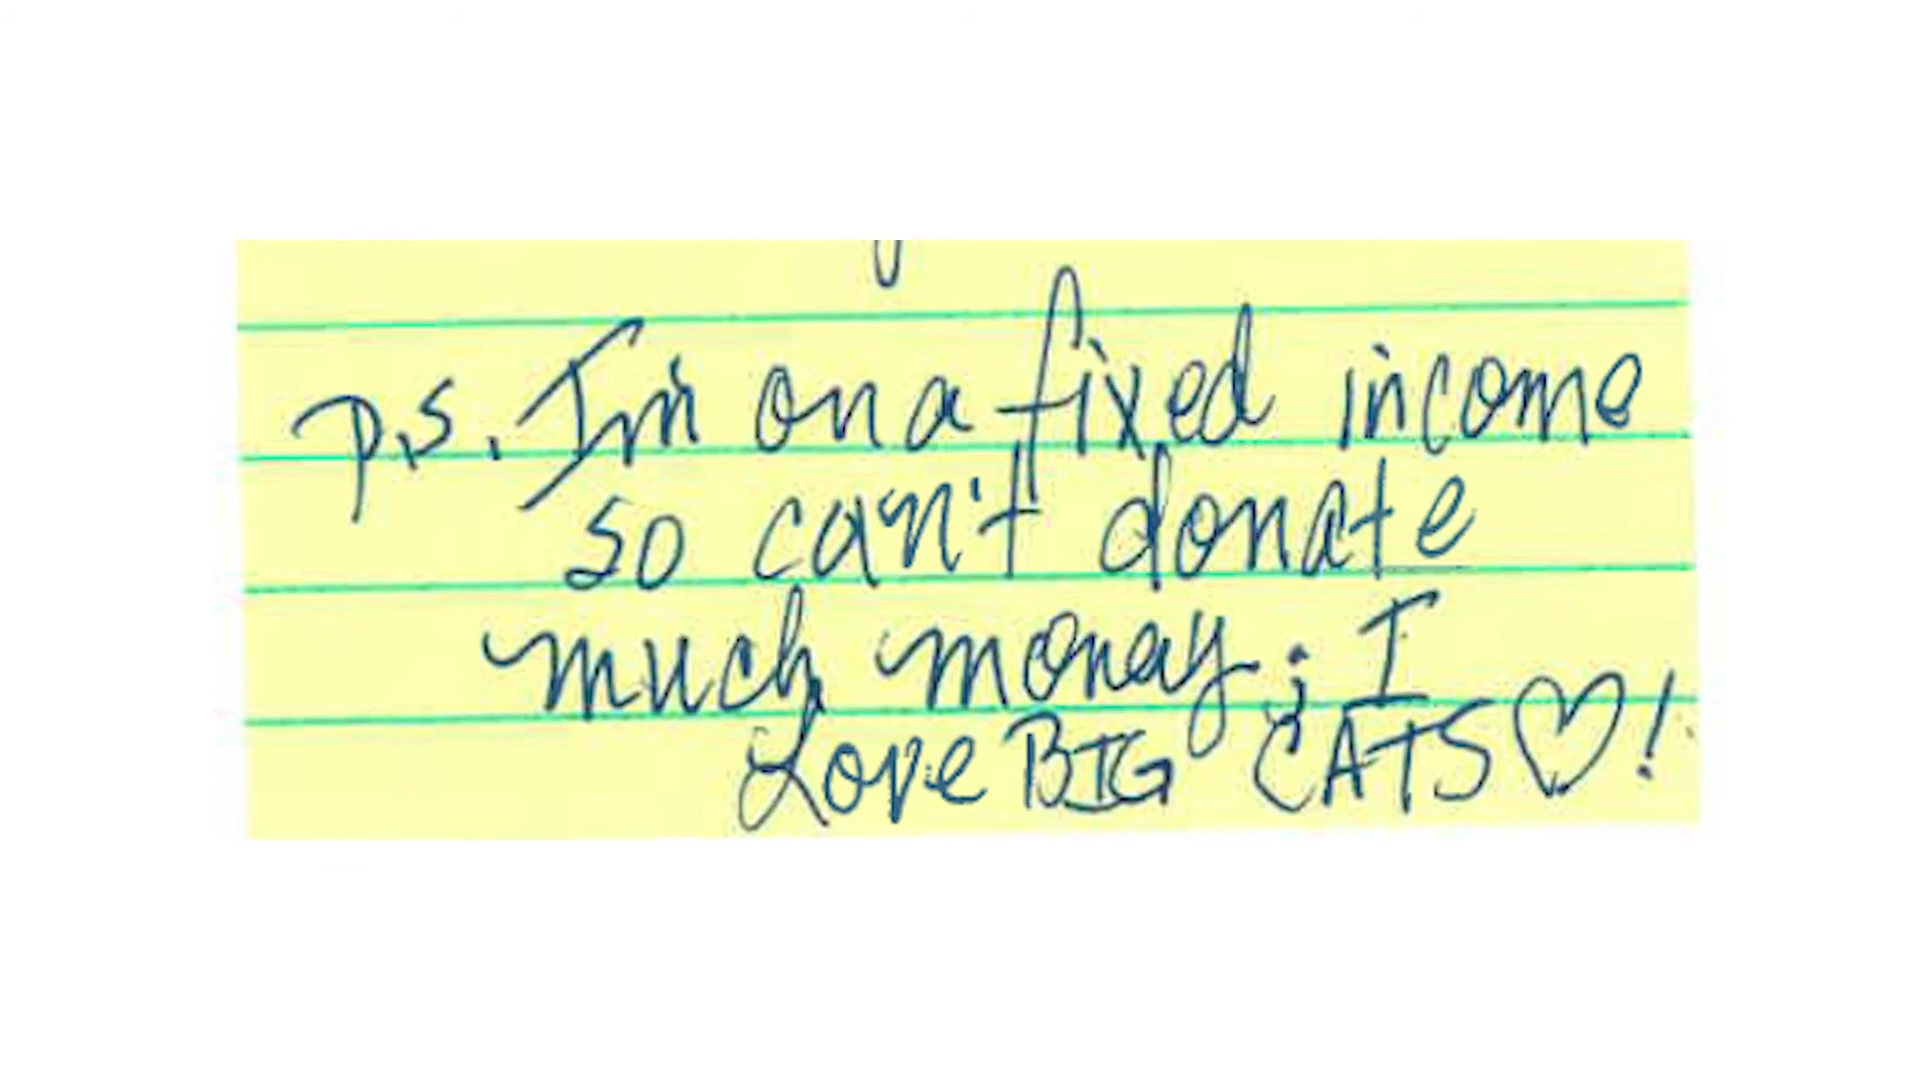 P.S. I'm on a fixed income
so can't donate
much money; I
Love BIG CATS♡!